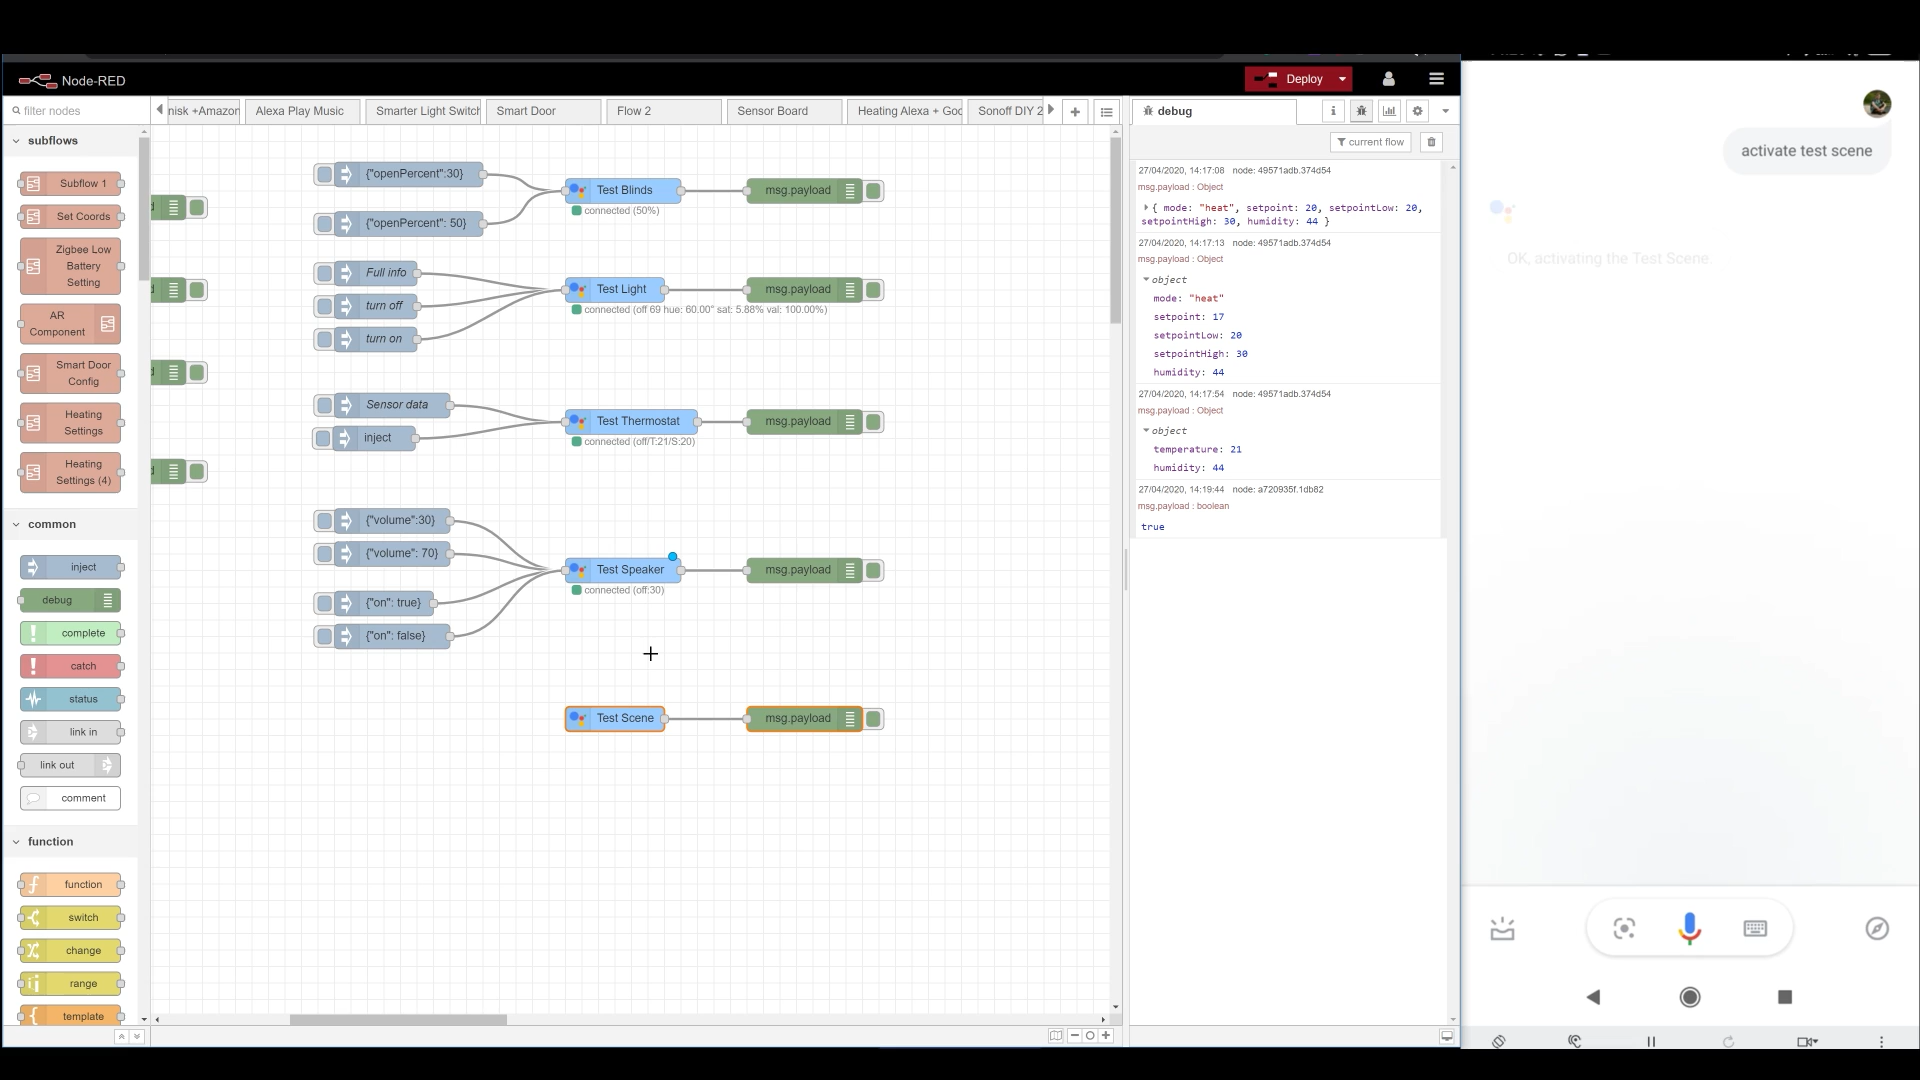 Node-RED
Deploy
filter nodes
nisk +Amazon
Alexa Play Music
Smarter Light Switch
Smart Door
Flow 2
Sensor Board
Heating Alexa + Goo
Sonoff DIY 2
debug
current flow
subflows
Subflow 1
Set Coords
Zigbee Low
Battery
Setting
AR
Component
Smart Door
Config
Heating
Settings
Heating
Settings (4)
common
inject
debug
complete
catch
status
link in
link out
comment
function
function
switch
change
range
template
{"openPercent":30}
{"openPercent": 50}
Test Blinds
connected (50%)
msg.payload
Full info
turn off
turn on
Test Light
connected (off 69 hue: 60.00° sat: 5.88% val: 100.00%)
msg.payload
Sensor data
inject
Test Thermostat
connected (off/T:21/S:20)
msg.payload
{"volume":30}
{"volume": 70}
{"on": true}
{"on": false}
Test Speaker
connected (off:30)
msg.payload
Test Scene
msg.payload
27/04/2020, 14:17:08 node: 49571adb.374d54
msg.payload : Object
{ mode: "heat", setpoint: 20, setpointLow: 20,
setpointHigh: 30, humidity: 44 }
27/04/2020, 14:17:13 node: 49571adb.374d54
msg.payload : Object
object
mode: "heat"
setpoint: 17
setpointLow: 20
setpointHigh: 30
humidity: 44
27/04/2020, 14:17:54 node: 49571adb.374d54
msg.payload : Object
object
temperature: 21
humidity: 44
27/04/2020, 14:19:44 node: a720935f.1db82
msg.payload : boolean
true
activate test scene
OK, activating the Test Scene.